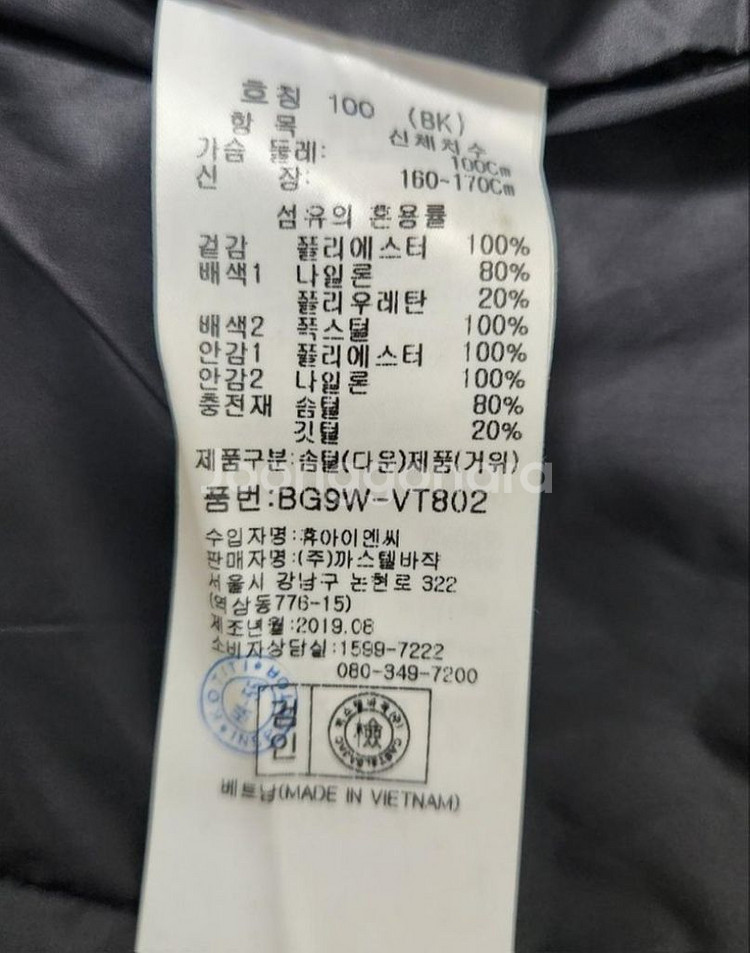 호칭 100 (BK)
항 목 신체치수
가슴 둘레: 100Cm
신 장: 160-170Cm
섬유의 혼용률
겉감 폴리에스터 100%
배색1 나일론 80%
폴리우레탄 20%
배색2 폭스털 100%
안감1 폴리에스터 100%
안감2 나일론 100%
충전재 솜털 80%
깃털 20%
제품구분:솜털(다운)제품(거위)
joonggonara
품번:BG9W-VT802
수입자명:휴아이엔씨
판매자명:(주)까스텔바작
서울시 강남구 논현로 322
(역삼동776-15)
제조년월:2019.08
소비자상담실:1599-7222
080-349-7200
KOTITI
검인
檢
CASTELBAJAC
베트남(MADE IN VIETNAM)